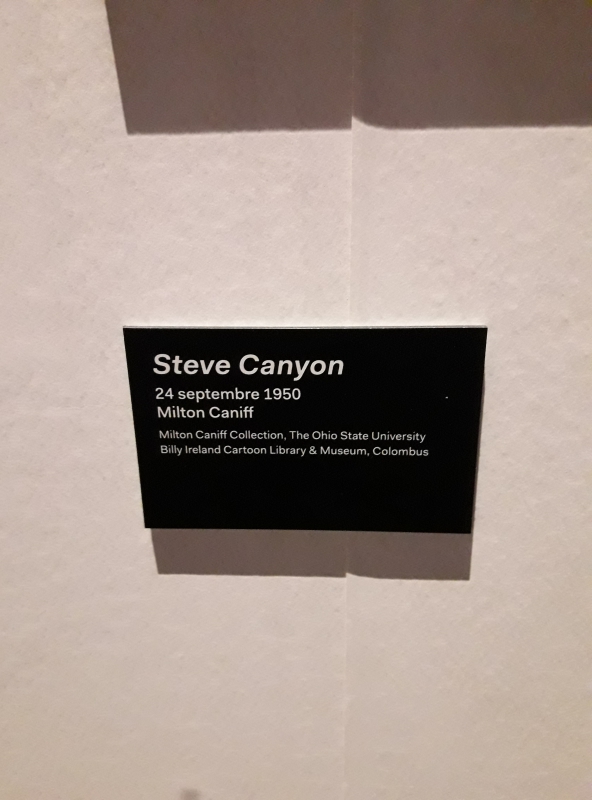 Steve Canyon
24 septembre 1950
Milton Caniff
Milton Caniff Collection, The Ohio State University
Billy Ireland Cartoon Library & Museum, Colombus